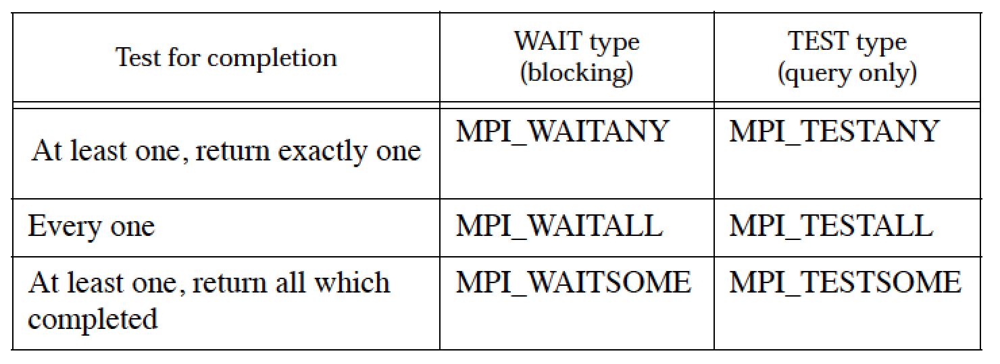 Test for completion
WAIT type
(blocking)
TEST type
(query only)
At least one, return exactly one
MPI_WAITANY
MPI_TESTANY
Every one
MPI_WAITALL
MPI_TESTALL
At least one, return all which
completed
MPI_WAITSOME
MPI_TESTSOME